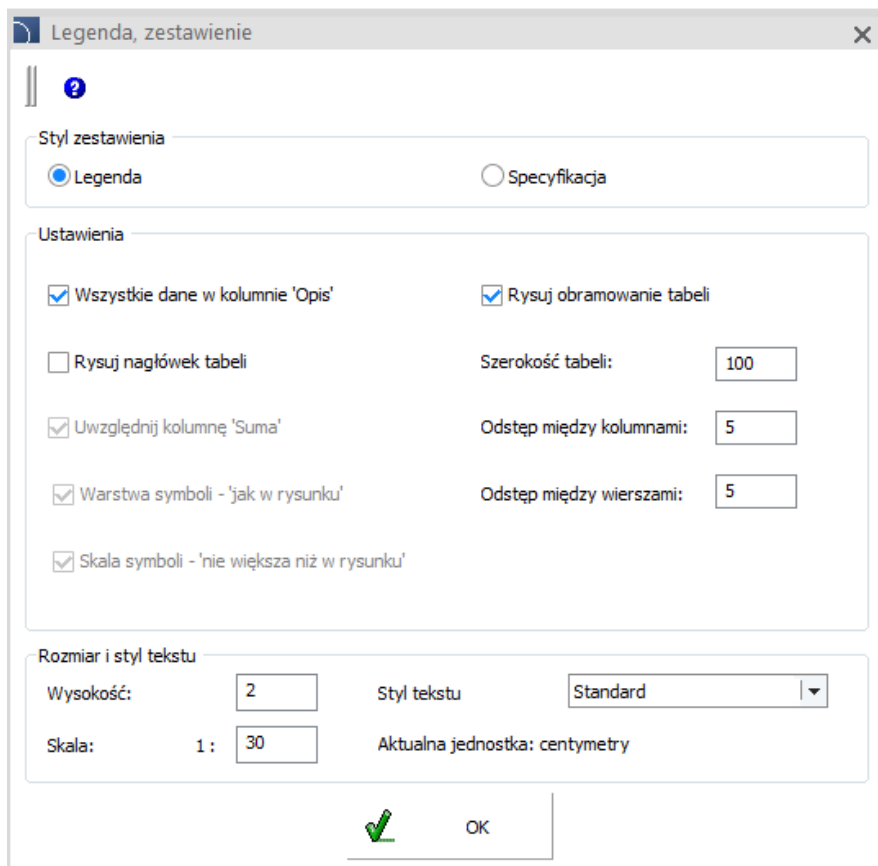 Legenda, zestawienie
?
Styl zestawienia
Legenda Specyfikacja
Ustawienia
Wszystkie dane w kolumnie 'Opis' Rysuj obramowanie tabeli
Rysuj nagłówek tabeli Szerokość tabeli: 100
Uwzględnij kolumnę 'Suma' Odstęp między kolumnami: 5
Warstwa symboli - 'jak w rysunku' Odstęp między wierszami: 5
Skala symboli - 'nie większa niż w rysunku'
Rozmiar i styl tekstu
Wysokość: 2 Styl tekstu Standard
Skala: 1 : 30 Aktualna jednostka: centymetry
OK